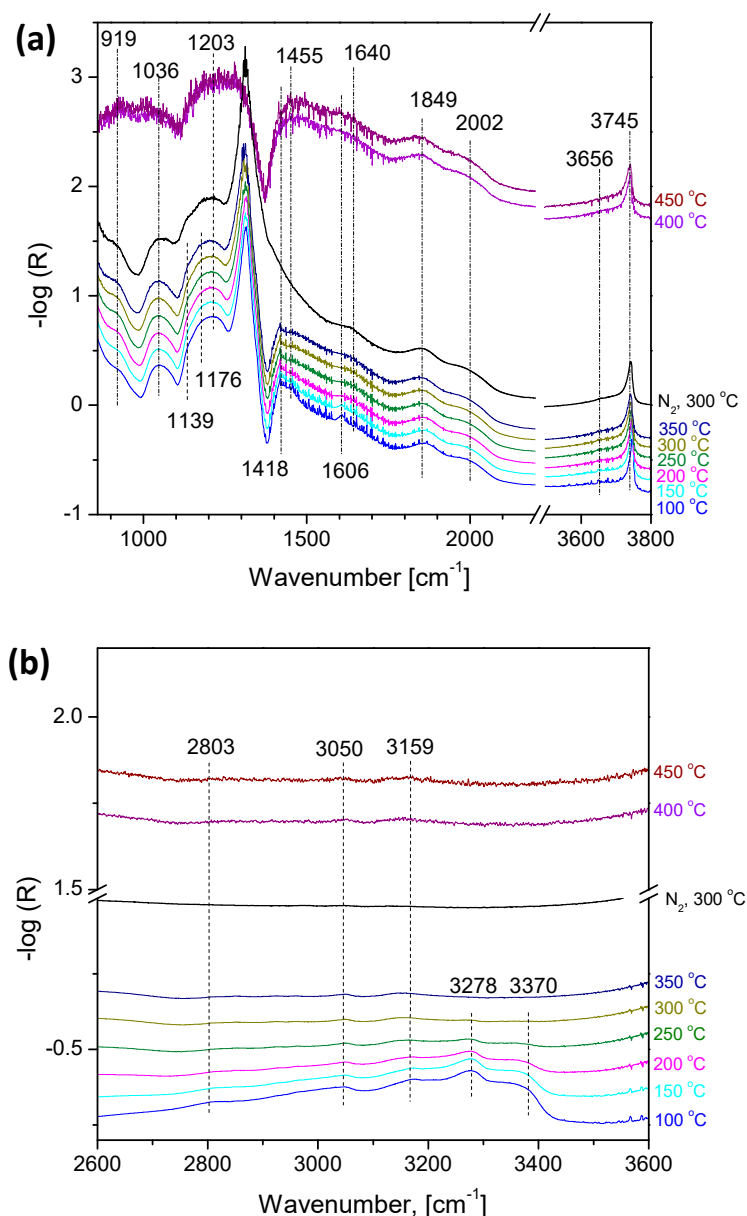 (a)
919
1036
1203
1455
1640
1849
2002
3656
3745
3
2
1
0
-1
-log (R)
450 °C
400 °C
N₂, 300 °C
350 °C
300 °C
250 °C
200 °C
150 °C
100 °C
1139
1176
1418
1606
1000 1500 2000 3600 3800
Wavenumber [cm⁻¹]
(b)
2.0
1.5
-0.5
-log (R)
2803
3050
3159
3278
3370
450 °C
400 °C
N₂, 300 °C
350 °C
300 °C
250 °C
200 °C
150 °C
100 °C
2600 2800 3000 3200 3400 3600
Wavenumber, [cm⁻¹]